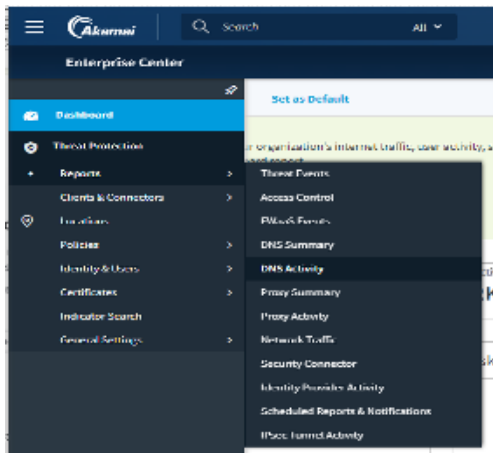 Akamai
Search
All
Enterprise Center
Set as Default
Dashboard
Threat Protection
r organization's internet traffic, user activity, s
Reports
Clients & Connectors
Locations
Policies
Identity & Users
Certificates
Indicator Search
General Settings
Threat Events
Access Control
FWaaS Events
DNS Summary
DNS Activity
Proxy Summary
Proxy Activity
Network Traffic
Security Connector
Identity Provider Activity
Scheduled Reports & Notifications
IPsec Tunnel Activity